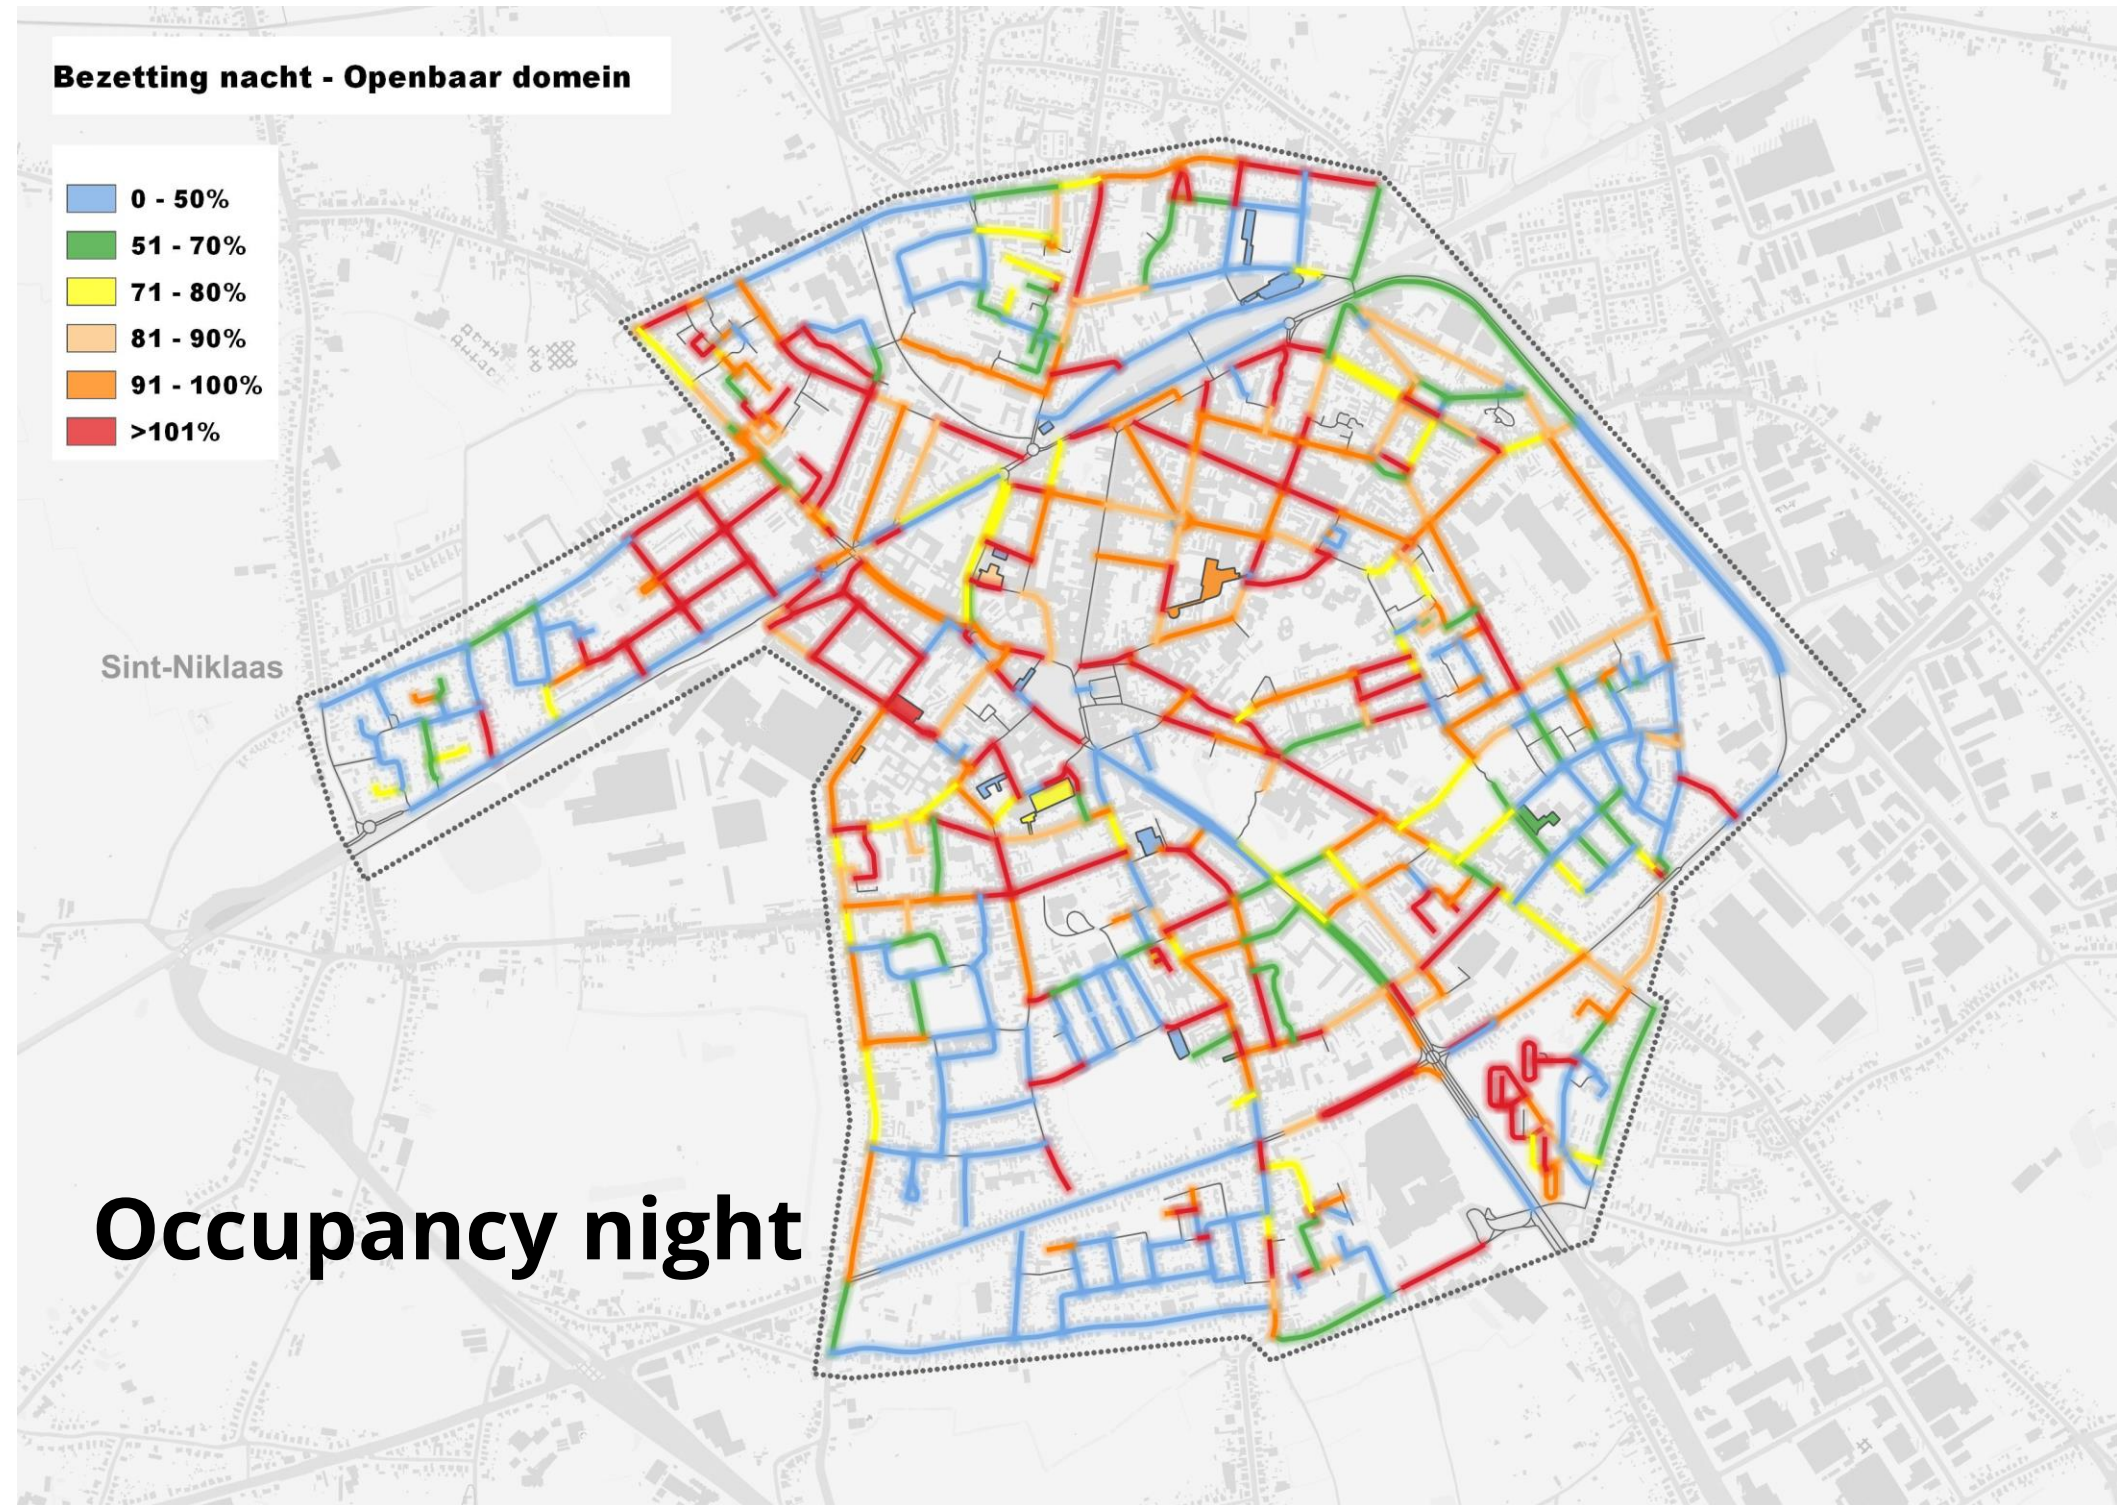 Bezetting nacht - Openbaar domein
0 - 50%
51 - 70%
71 - 80%
81 - 90%
91 - 100%
>101%
Sint-Niklaas
Occupancy night